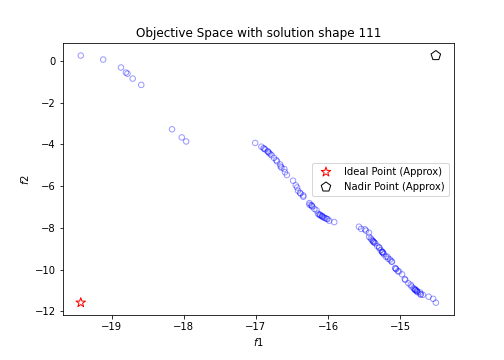 Objective Space with solution shape 111
0
−2
−4
−6
−8
−10
−12
f2
Ideal Point (Approx)
Nadir Point (Approx)
−19
−18
−17
−16
−15
f1